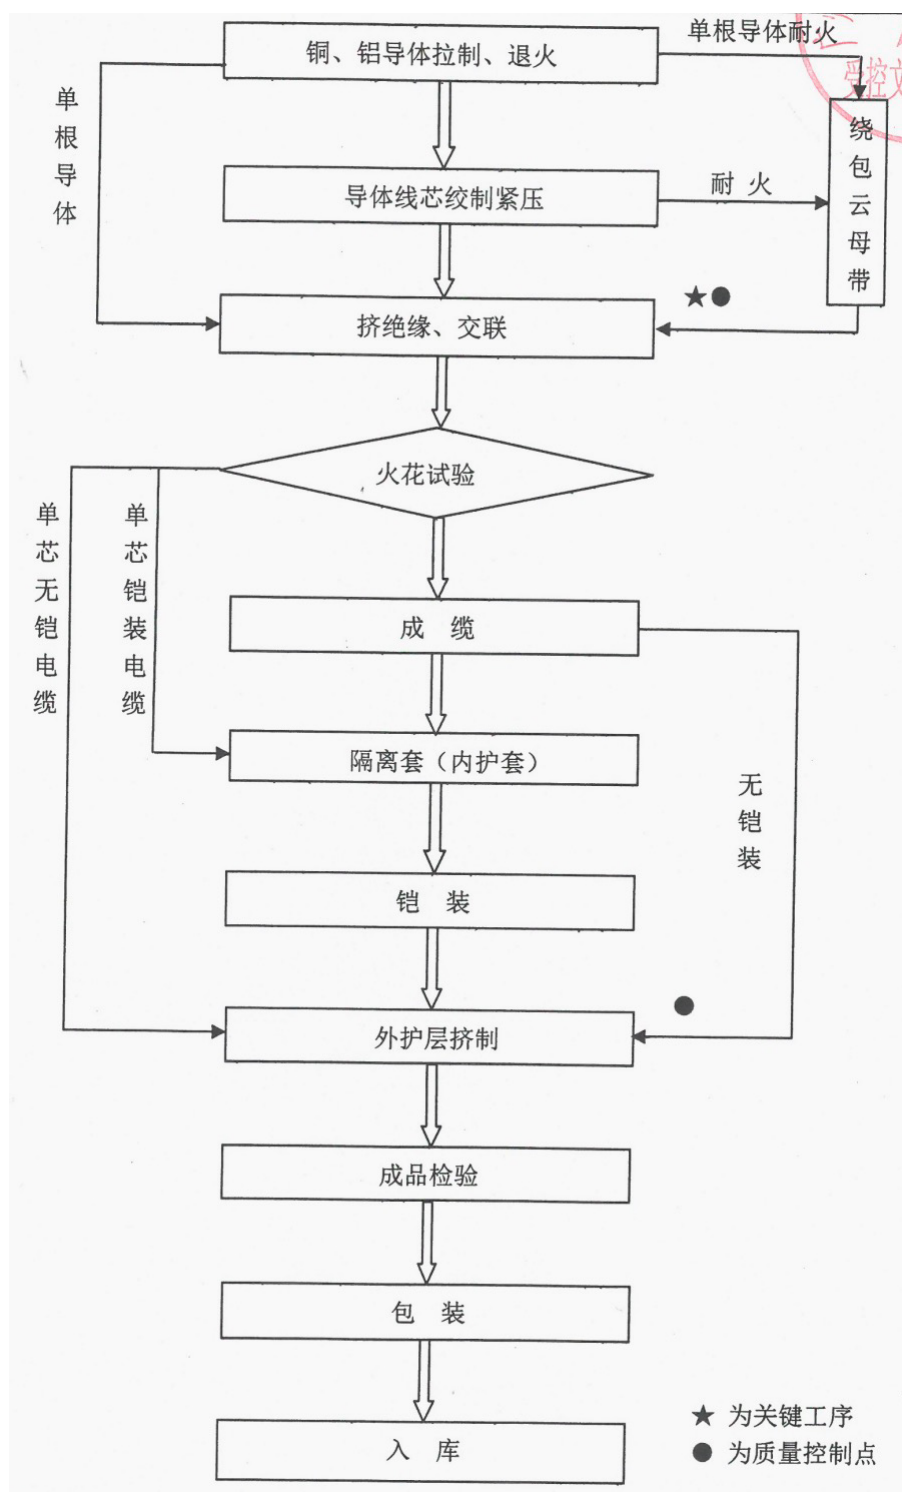 单根导体耐火
铜、铝导体拉制、退火
受控文
单根导体
绕包云母带
导体线芯绞制紧压
耐 火
★●
挤绝缘、交联
火花试验
单芯无铠电缆
单芯铠装电缆
成 缆
隔离套（内护套）
无铠装
铠 装
●
外护层挤制
成品检验
包 装
入 库
★ 为关键工序
● 为质量控制点